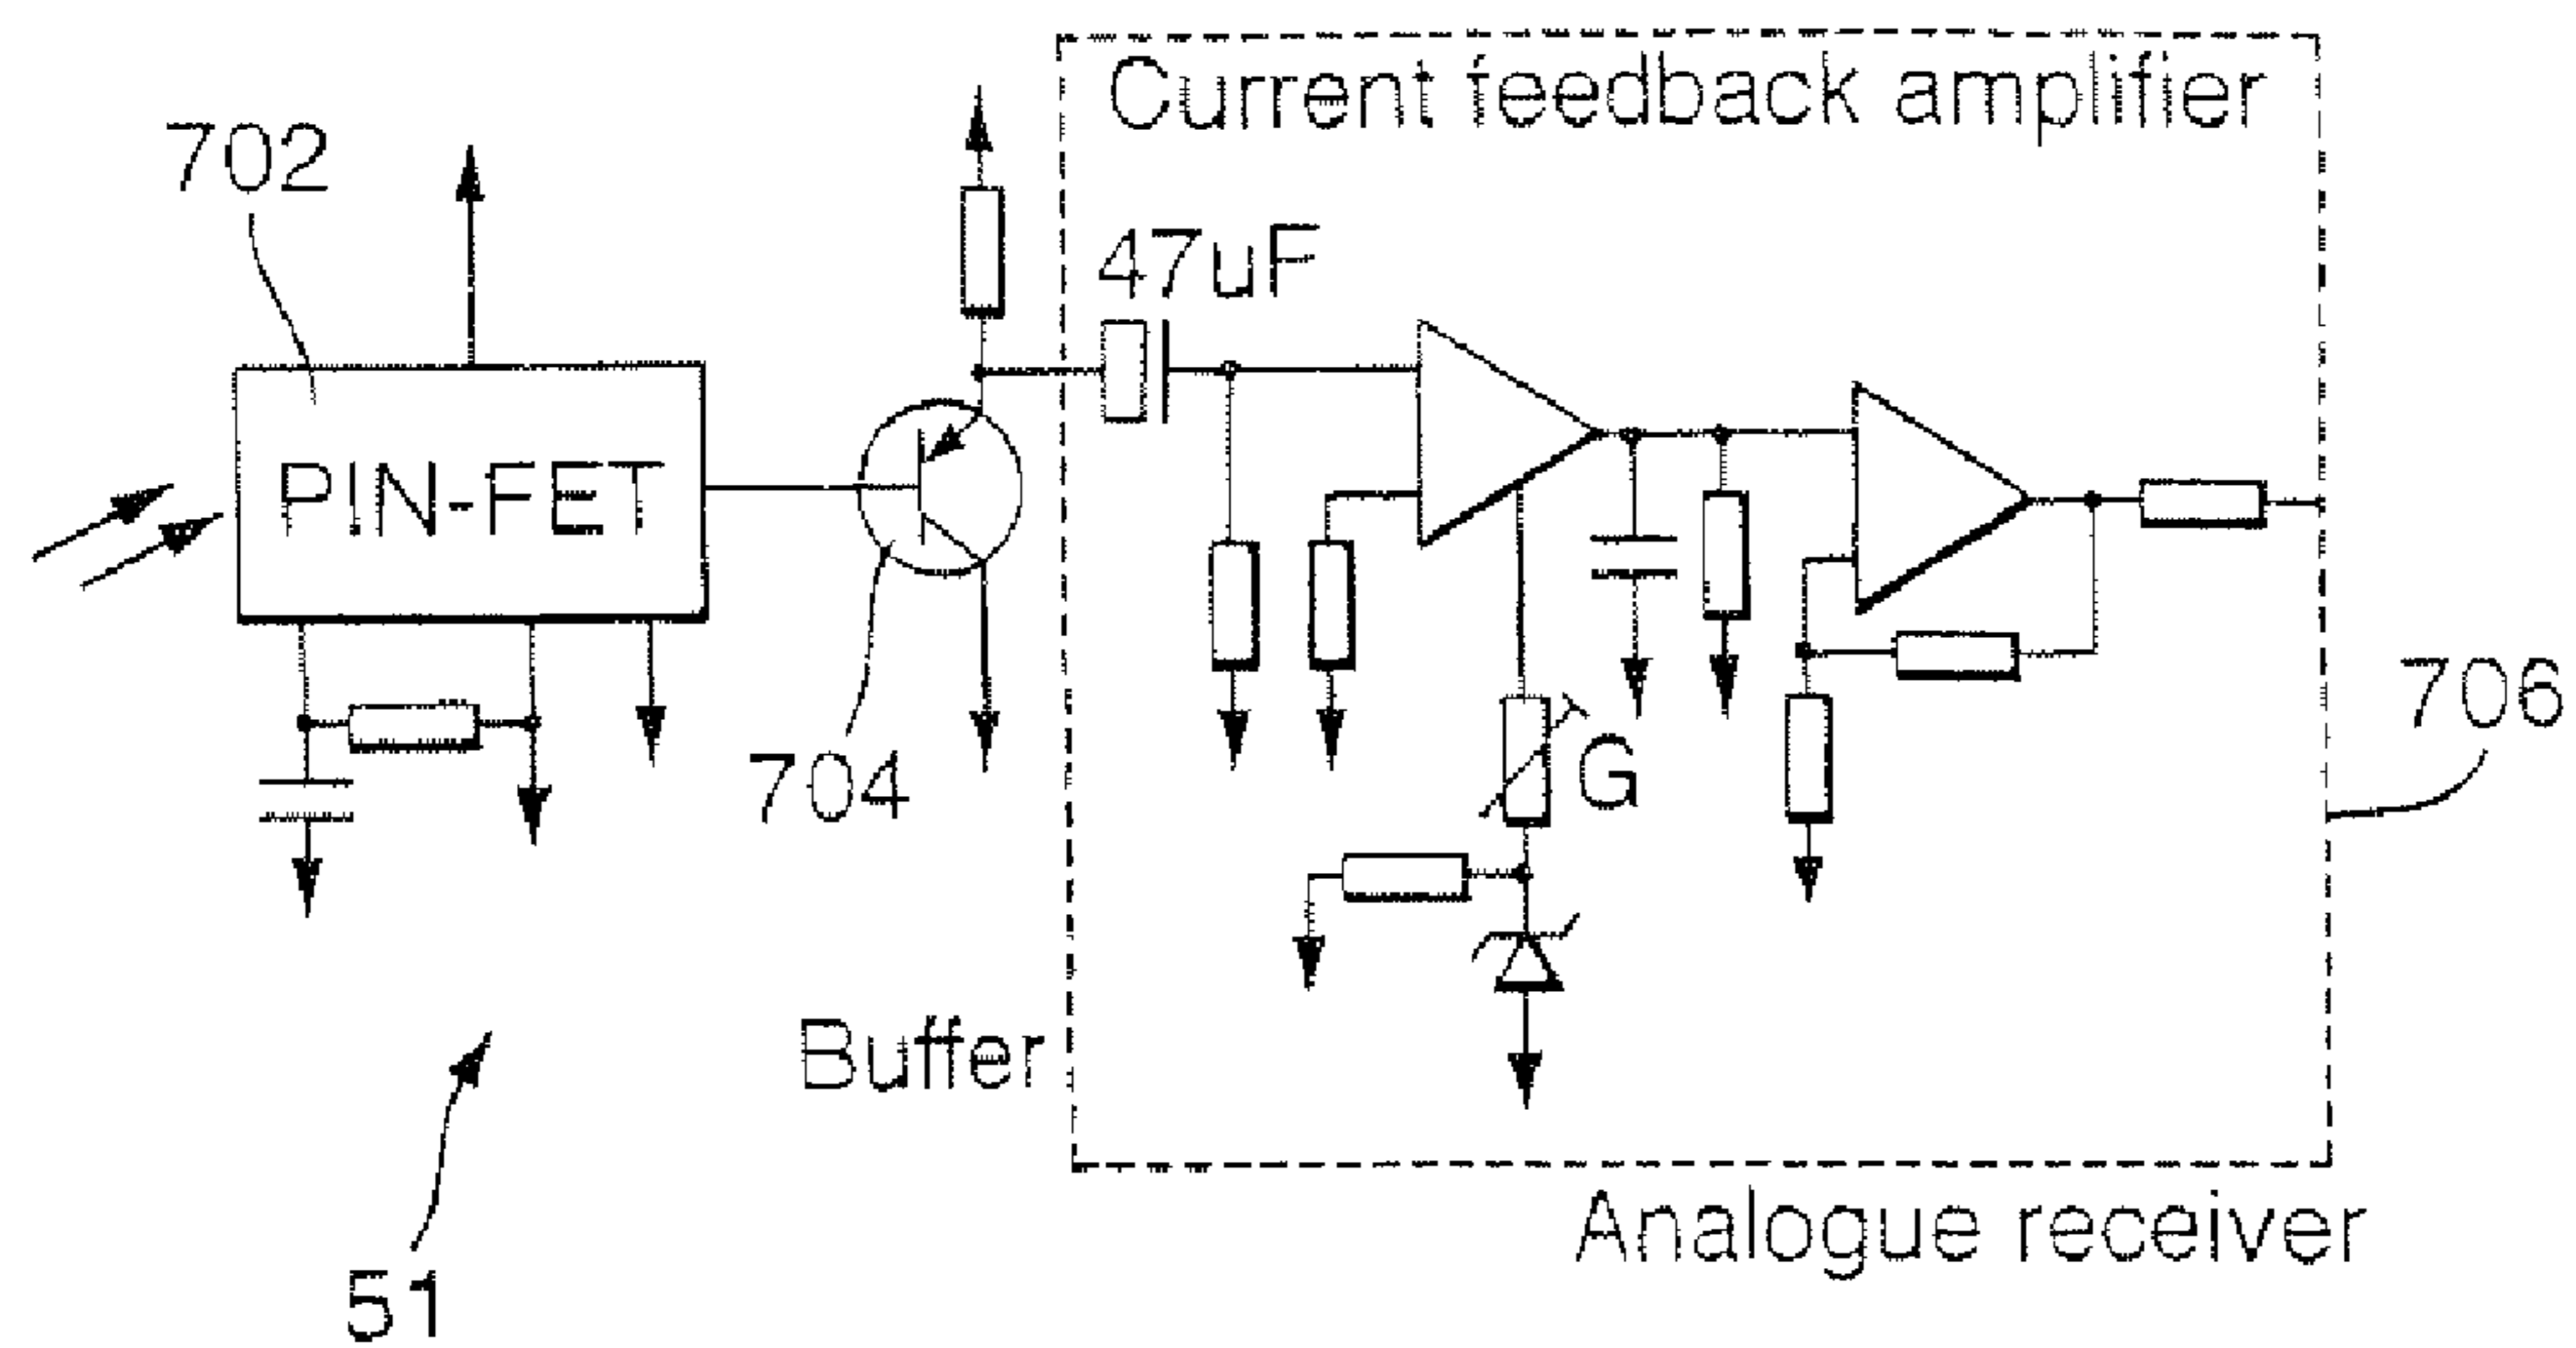 Current feedback amplifier
702
47uF
PIN-FET
704
G
706
Buffer
Analogue receiver
51